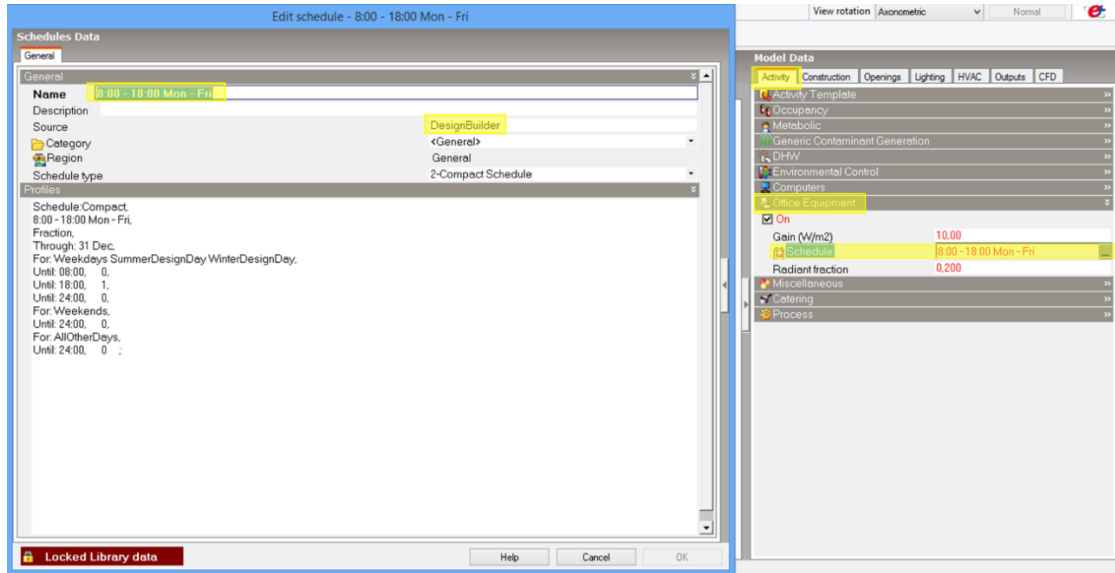 Edit schedule - 8:00 - 18:00 Mon - Fri
Schedules Data
General
General
Name 8:00 - 18:00 Mon - Fri
Description
Source DesignBuilder
Category <General>
Region General
Schedule type 2-Compact Schedule
Profiles
Schedule:Compact,
8:00 - 18:00 Mon – Fri,
Fraction,
Through: 31 Dec,
For: Weekdays SummerDesignDay WinterDesignDay,
Until: 08:00, 0,
Until: 18:00, 1,
Until: 24:00, 0,
For: Weekends,
Until: 24:00, 0,
For: AllOtherDays,
Until: 24:00, 0 ;
Locked Library data
Help Cancel OK
View rotation Axonometric Normal
Model Data
Activity Construction Openings Lighting HVAC Outputs CFD
Activity Template
Occupancy
Metabolic
Generic Contaminant Generation
DHW
Environmental Control
Computers
Office Equipment
On
Gain (W/m2) 10,00
Schedule 8:00 - 18:00 Mon - Fri
Radiant fraction 0,200
Miscellaneous
Catering
Process